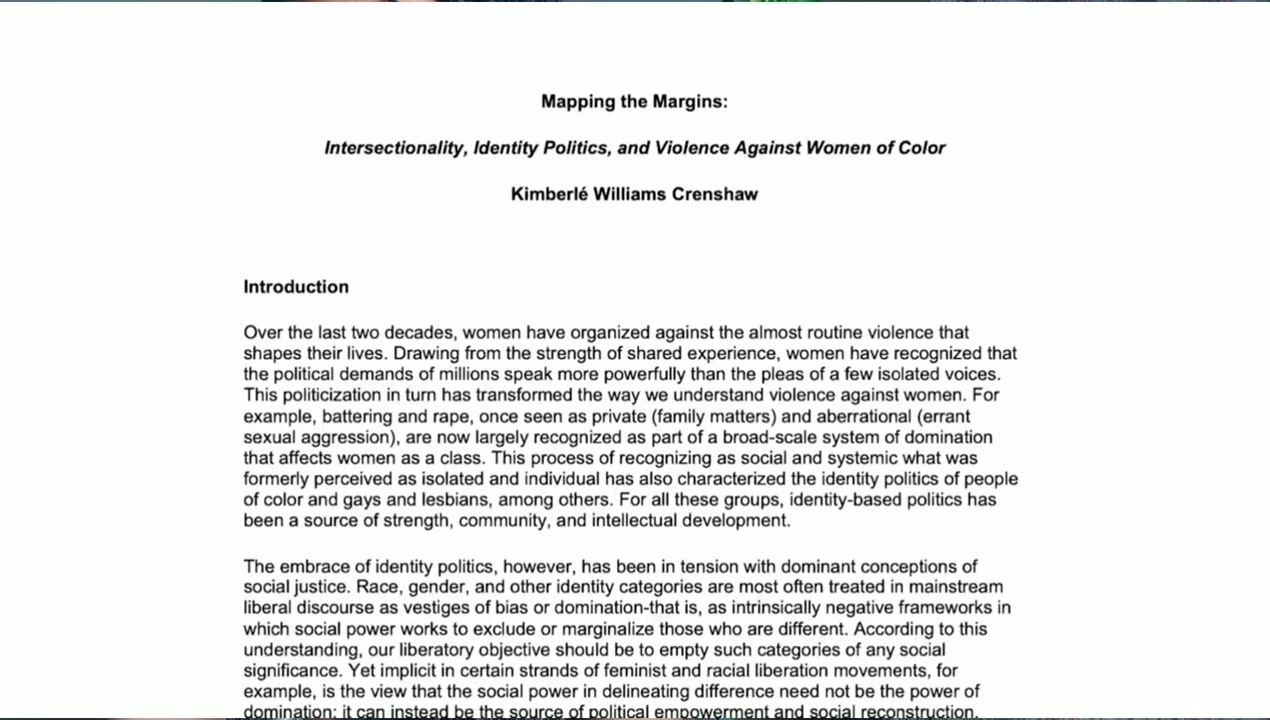 Mapping the Margins:
Intersectionality, Identity Politics, and Violence Against Women of Color
Kimberlé Williams Crenshaw
Introduction
Over the last two decades, women have organized against the almost routine violence that
shapes their lives. Drawing from the strength of shared experience, women have recognized that
the political demands of millions speak more powerfully than the pleas of a few isolated voices.
This politicization in turn has transformed the way we understand violence against women. For
example, battering and rape, once seen as private (family matters) and aberrational (errant
sexual aggression), are now largely recognized as part of a broad-scale system of domination
that affects women as a class. This process of recognizing as social and systemic what was
formerly perceived as isolated and individual has also characterized the identity politics of people
of color and gays and lesbians, among others. For all these groups, identity-based politics has
been a source of strength, community, and intellectual development.
The embrace of identity politics, however, has been in tension with dominant conceptions of
social justice. Race, gender, and other identity categories are most often treated in mainstream
liberal discourse as vestiges of bias or domination-that is, as intrinsically negative frameworks in
which social power works to exclude or marginalize those who are different. According to this
understanding, our liberatory objective should be to empty such categories of any social
significance. Yet implicit in certain strands of feminist and racial liberation movements, for
example, is the view that the social power in delineating difference need not be the power of
domination; it can instead be the source of political empowerment and social reconstruction.